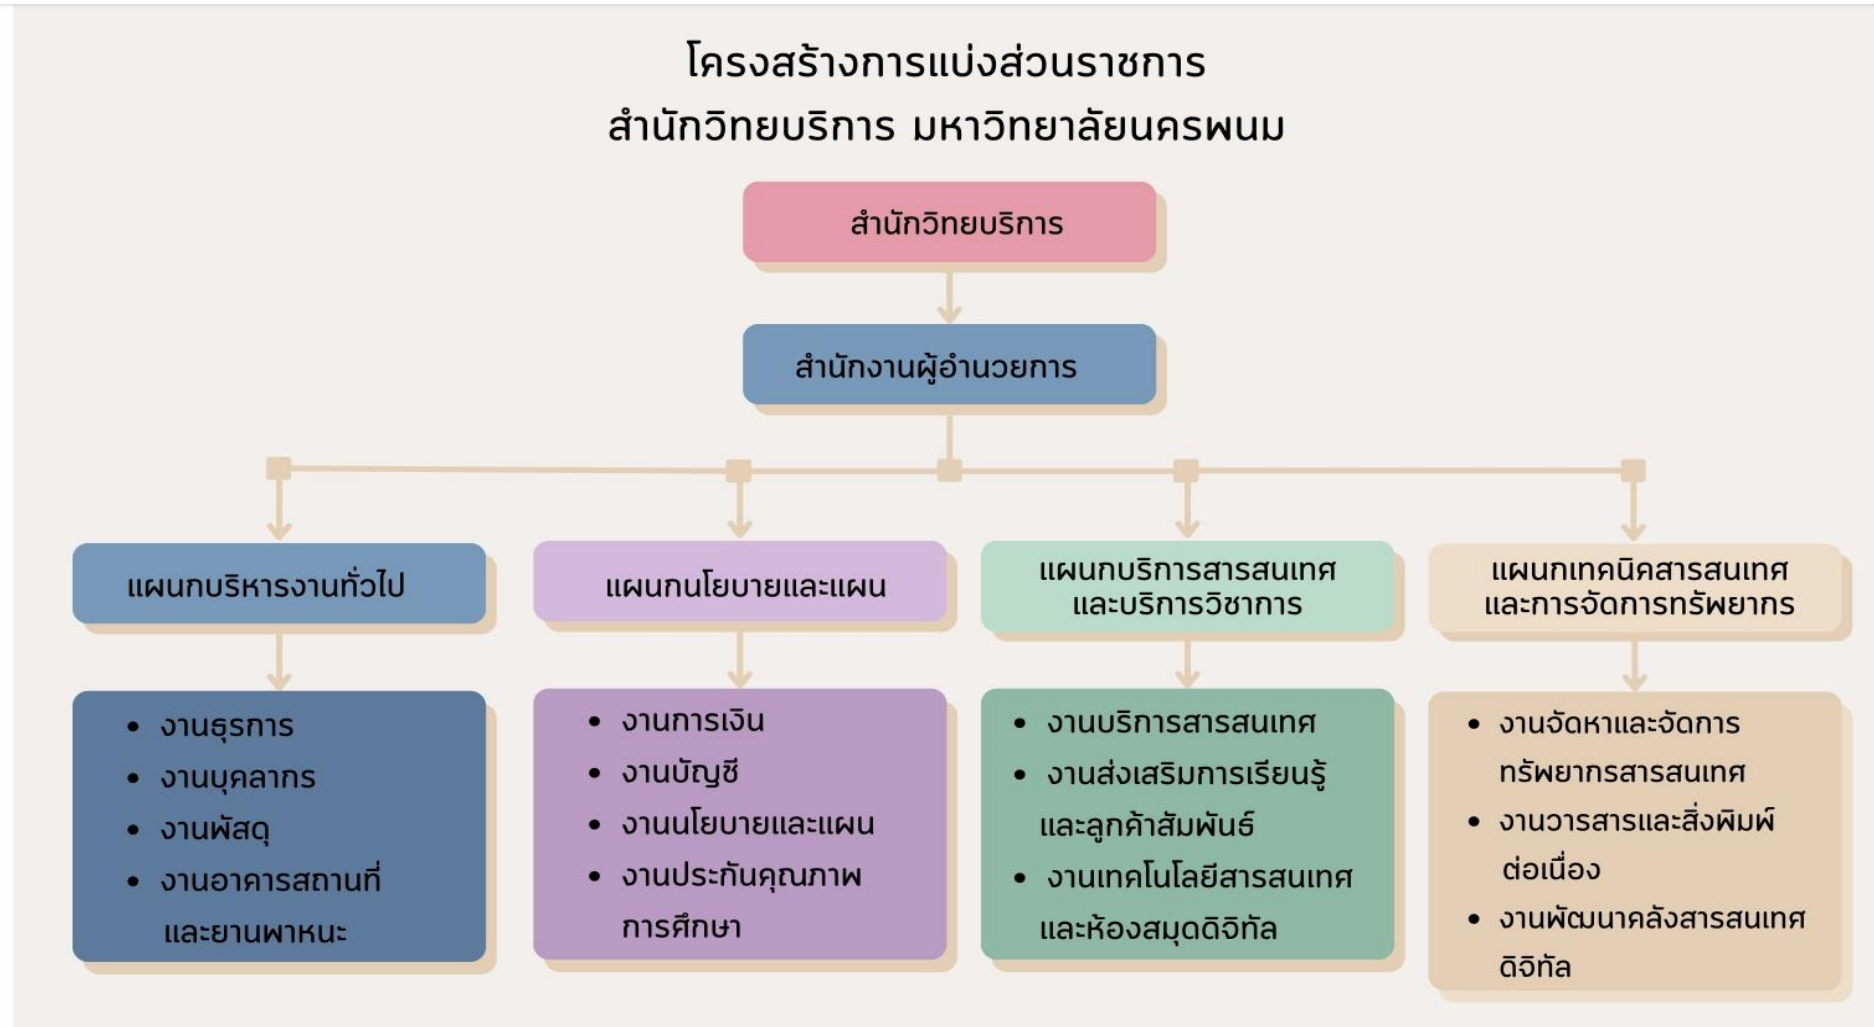 โครงสร้างการแบ่งส่วนราชการ
สำนักวิทยบริการ มหาวิทยาลัยนครพนม
สำนักวิทยบริการ
สำนักงานผู้อำนวยการ
แผนกบริหารงานทั่วไป
• งานธุรการ
• งานบุคลากร
• งานพัสดุ
• งานอาคารสถานที่
และยานพาหนะ
แผนกนโยบายและแผน
• งานการเงิน
• งานบัญชี
• งานนโยบายและแผน
• งานประกันคุณภาพ
การศึกษา
แผนกบริการสารสนเทศ
และบริการวิชาการ
• งานบริการสารสนเทศ
• งานส่งเสริมการเรียนรู้
และลูกค้าสัมพันธ์
• งานเทคโนโลยีสารสนเทศ
และห้องสมุดดิจิทัล
แผนกเทคนิคสารสนเทศ
และการจัดการทรัพยากร
• งานจัดหาและจัดการ
ทรัพยากรสารสนเทศ
• งานวารสารและสิ่งพิมพ์
ต่อเนื่อง
• งานพัฒนาคลังสารสนเทศ
ดิจิทัล